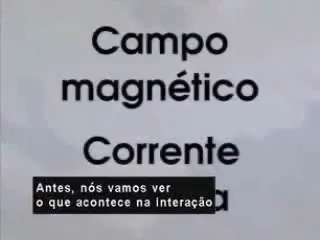 Campo
magnético
Corrente
Antes, nós vamos ver
o que acontece na interação